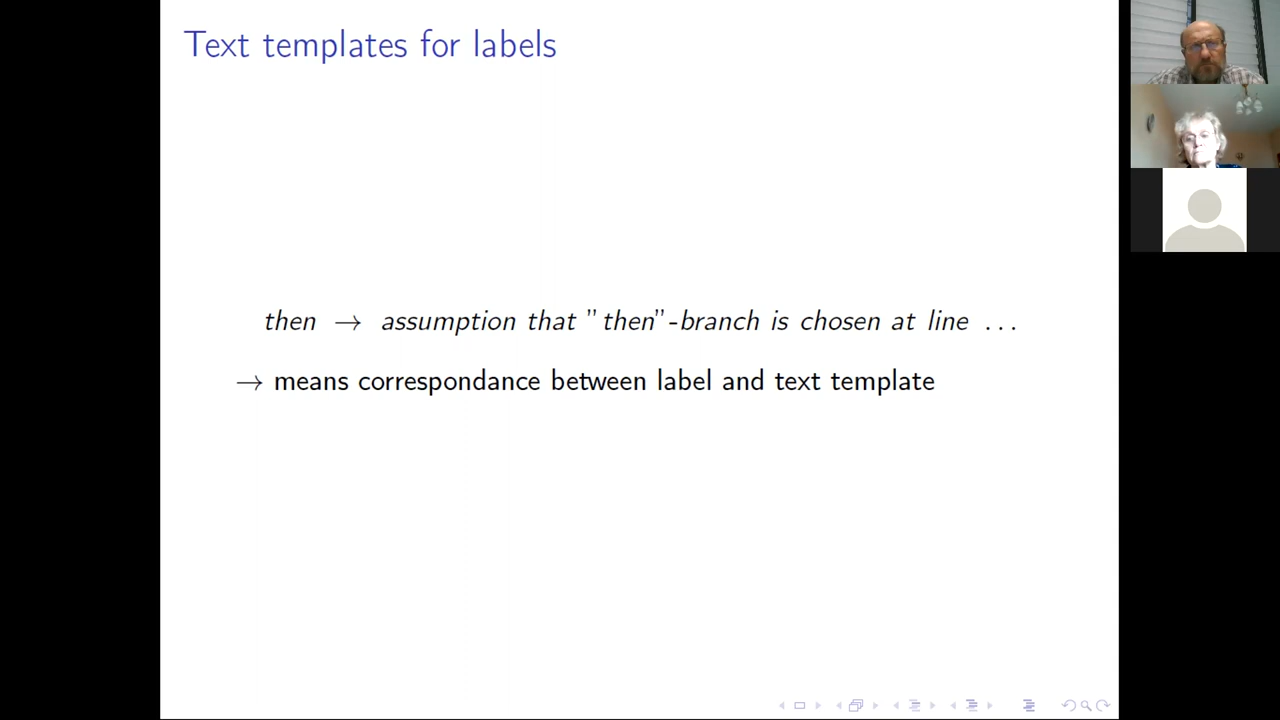 Text templates for labels
then → assumption that ”then”-branch is chosen at line ...
→ means correspondance between label and text template